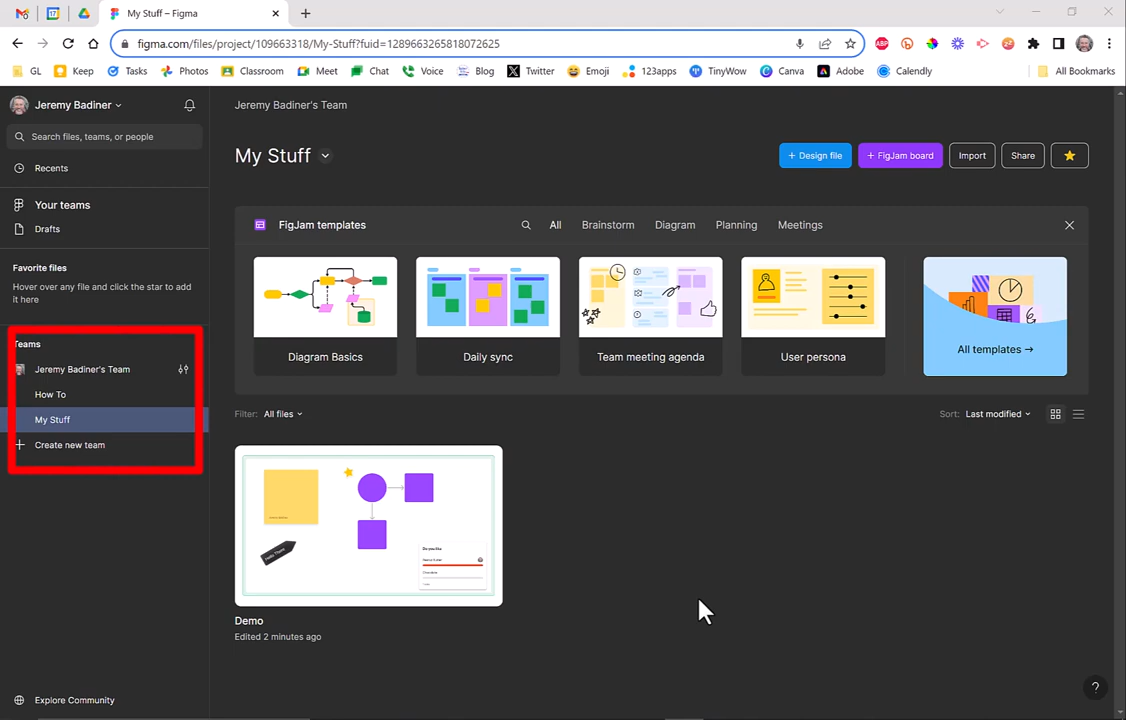 My Stuff – Figma
figma.com/files/project/109663318/My-Stuff?fuid=1289663265818072625
GL
Keep
Tasks
Photos
Classroom
Meet
Chat
Voice
Blog
Twitter
Emoji
123apps
TinyWow
Canva
Adobe
Calendly
All Bookmarks
Jeremy Badiner
Jeremy Badiner's Team
Search files, teams, or people
My Stuff
+ Design file
+ FigJam board
Import
Share
Recents
Your teams
Drafts
FigJam templates
All
Brainstorm
Diagram
Planning
Meetings
Favorite files
Hover over any file and click the star to add
it here
Diagram Basics
Daily sync
Team meeting agenda
User persona
All templates →
Teams
Jeremy Badiner's Team
How To
My Stuff
+ Create new team
Filter: All files
Sort: Last modified
Hello There
Do you like
Demo
Edited 2 minutes ago
Explore Community
?